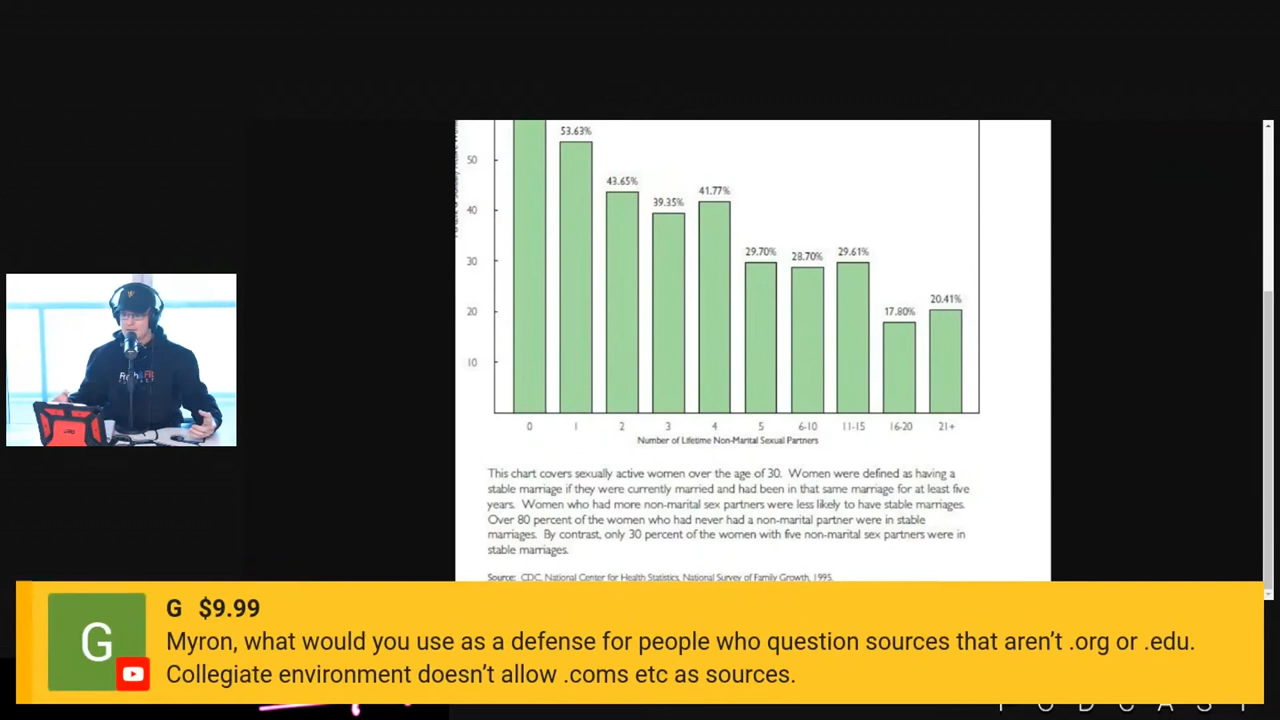 53.63%
50
43.65%
41.77%
39.35%
40
30
29.70%
28.70%
29.61%
20
17.80%
20.41%
10
0 1 2 3 4 5 6-10 11-15 16-20 21+
Number of Lifetime Non-Marital Sexual Partners
This chart covers sexually active women over the age of 30. Women were defined as having a
stable marriage if they were currently married and had been in that same marriage for at least five
years. Women who had more non-marital sex partners were less likely to have stable marriages.
Over 80 percent of the women who had never had a non-marital partner were in stable
marriages. By contrast, only 30 percent of the women with five non-marital sex partners were in
stable marriages.
Source: CDC, National Center for Health Statistics, National Survey of Family Growth, 1995.
G $9.99
G
Myron, what would you use as a defense for people who question sources that aren't .org or .edu.
Collegiate environment doesn't allow .coms etc as sources.
PODCAST